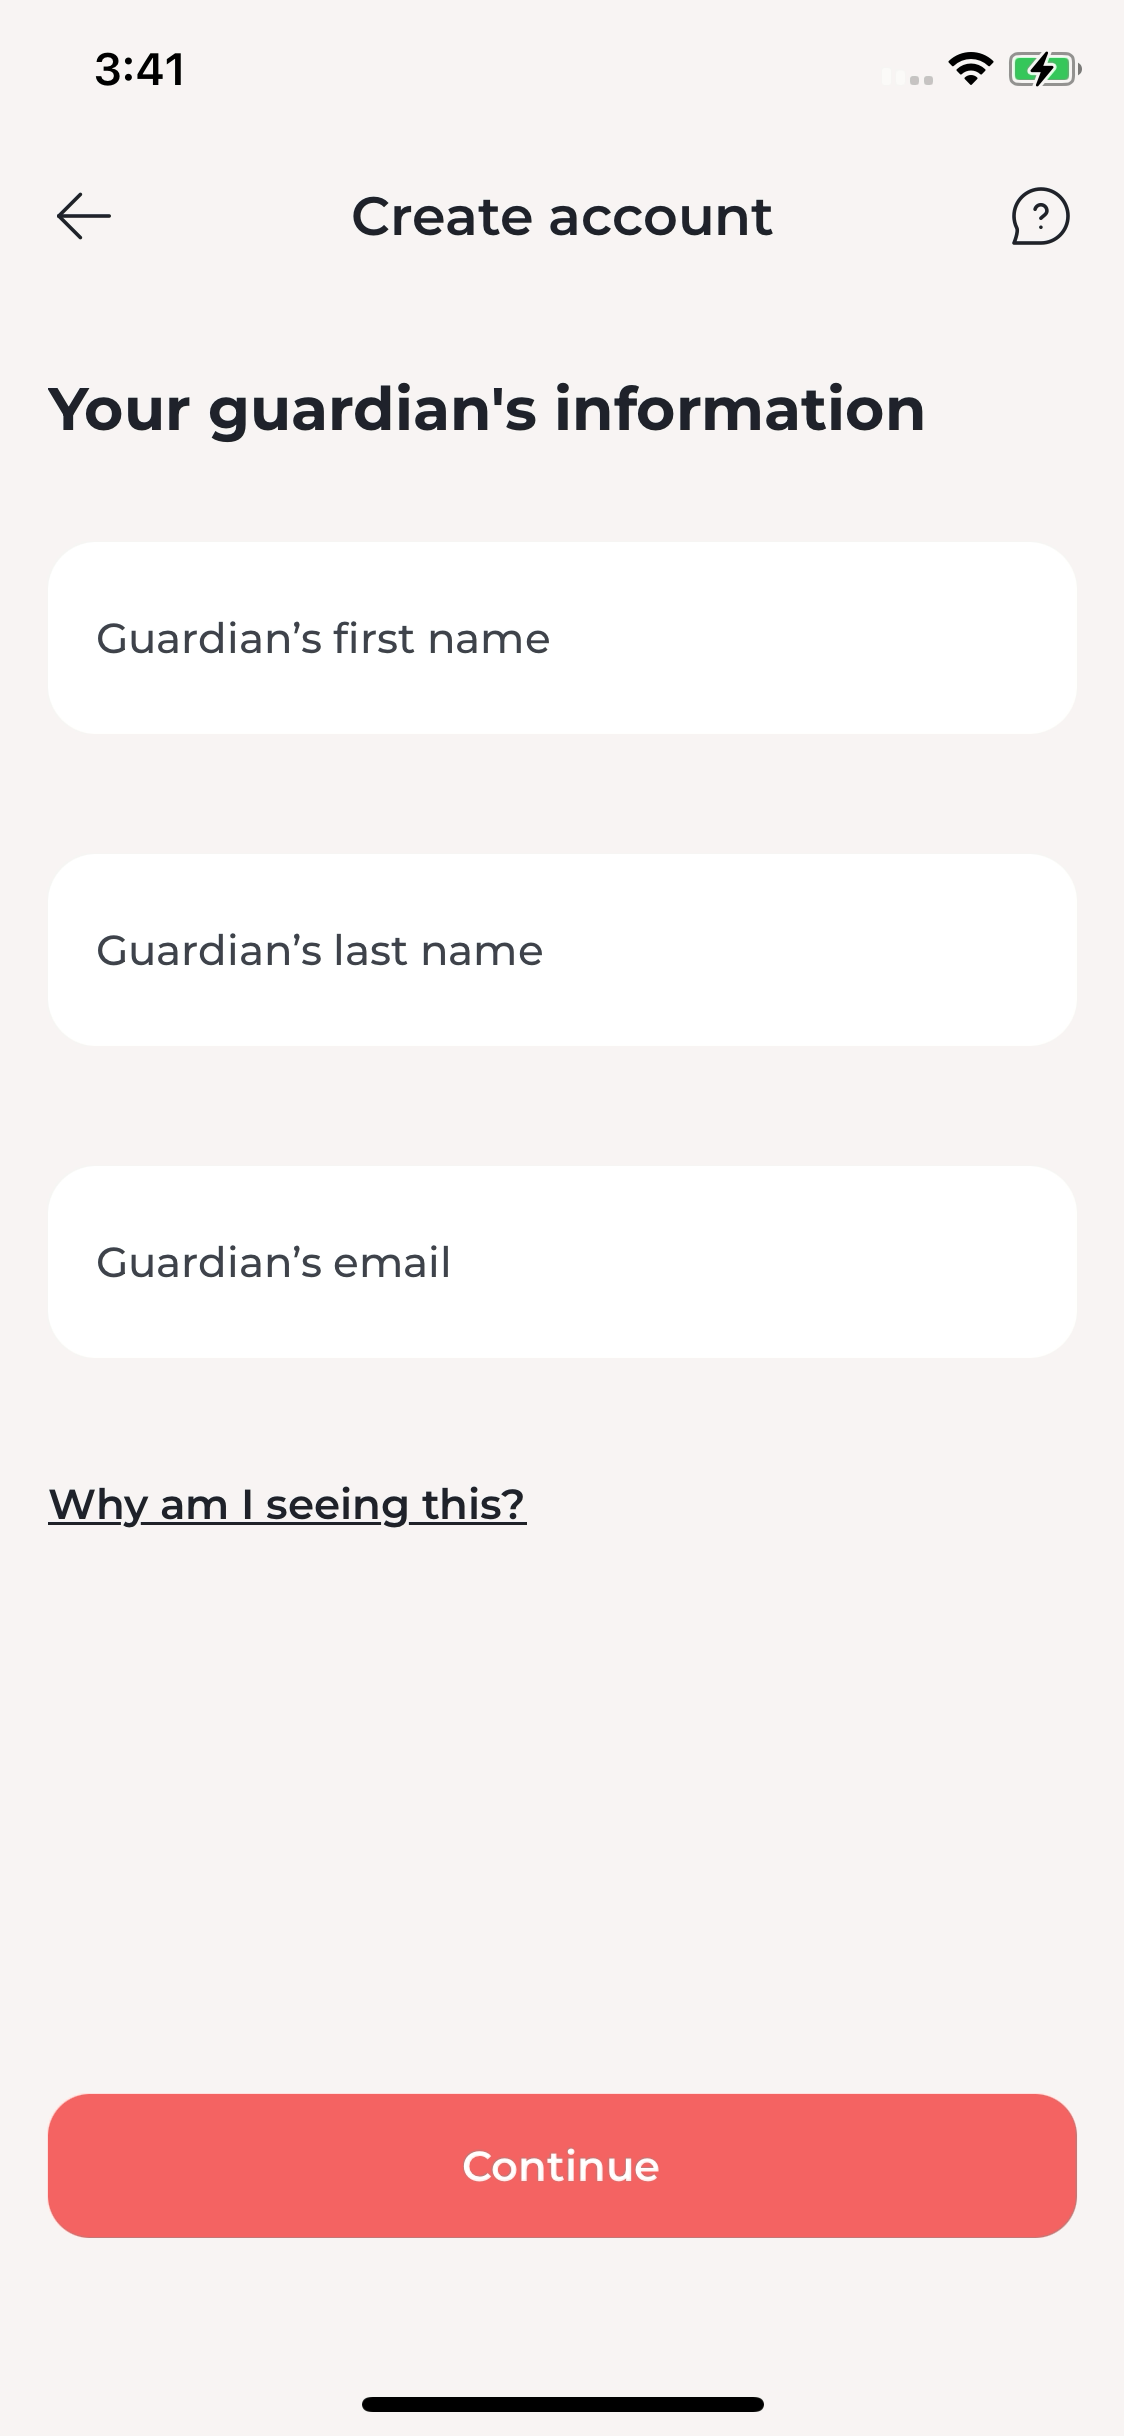 3:41
Create account
Your guardian's information
Guardian’s first name
Guardian’s last name
Guardian’s email
Why am I seeing this?
Continue